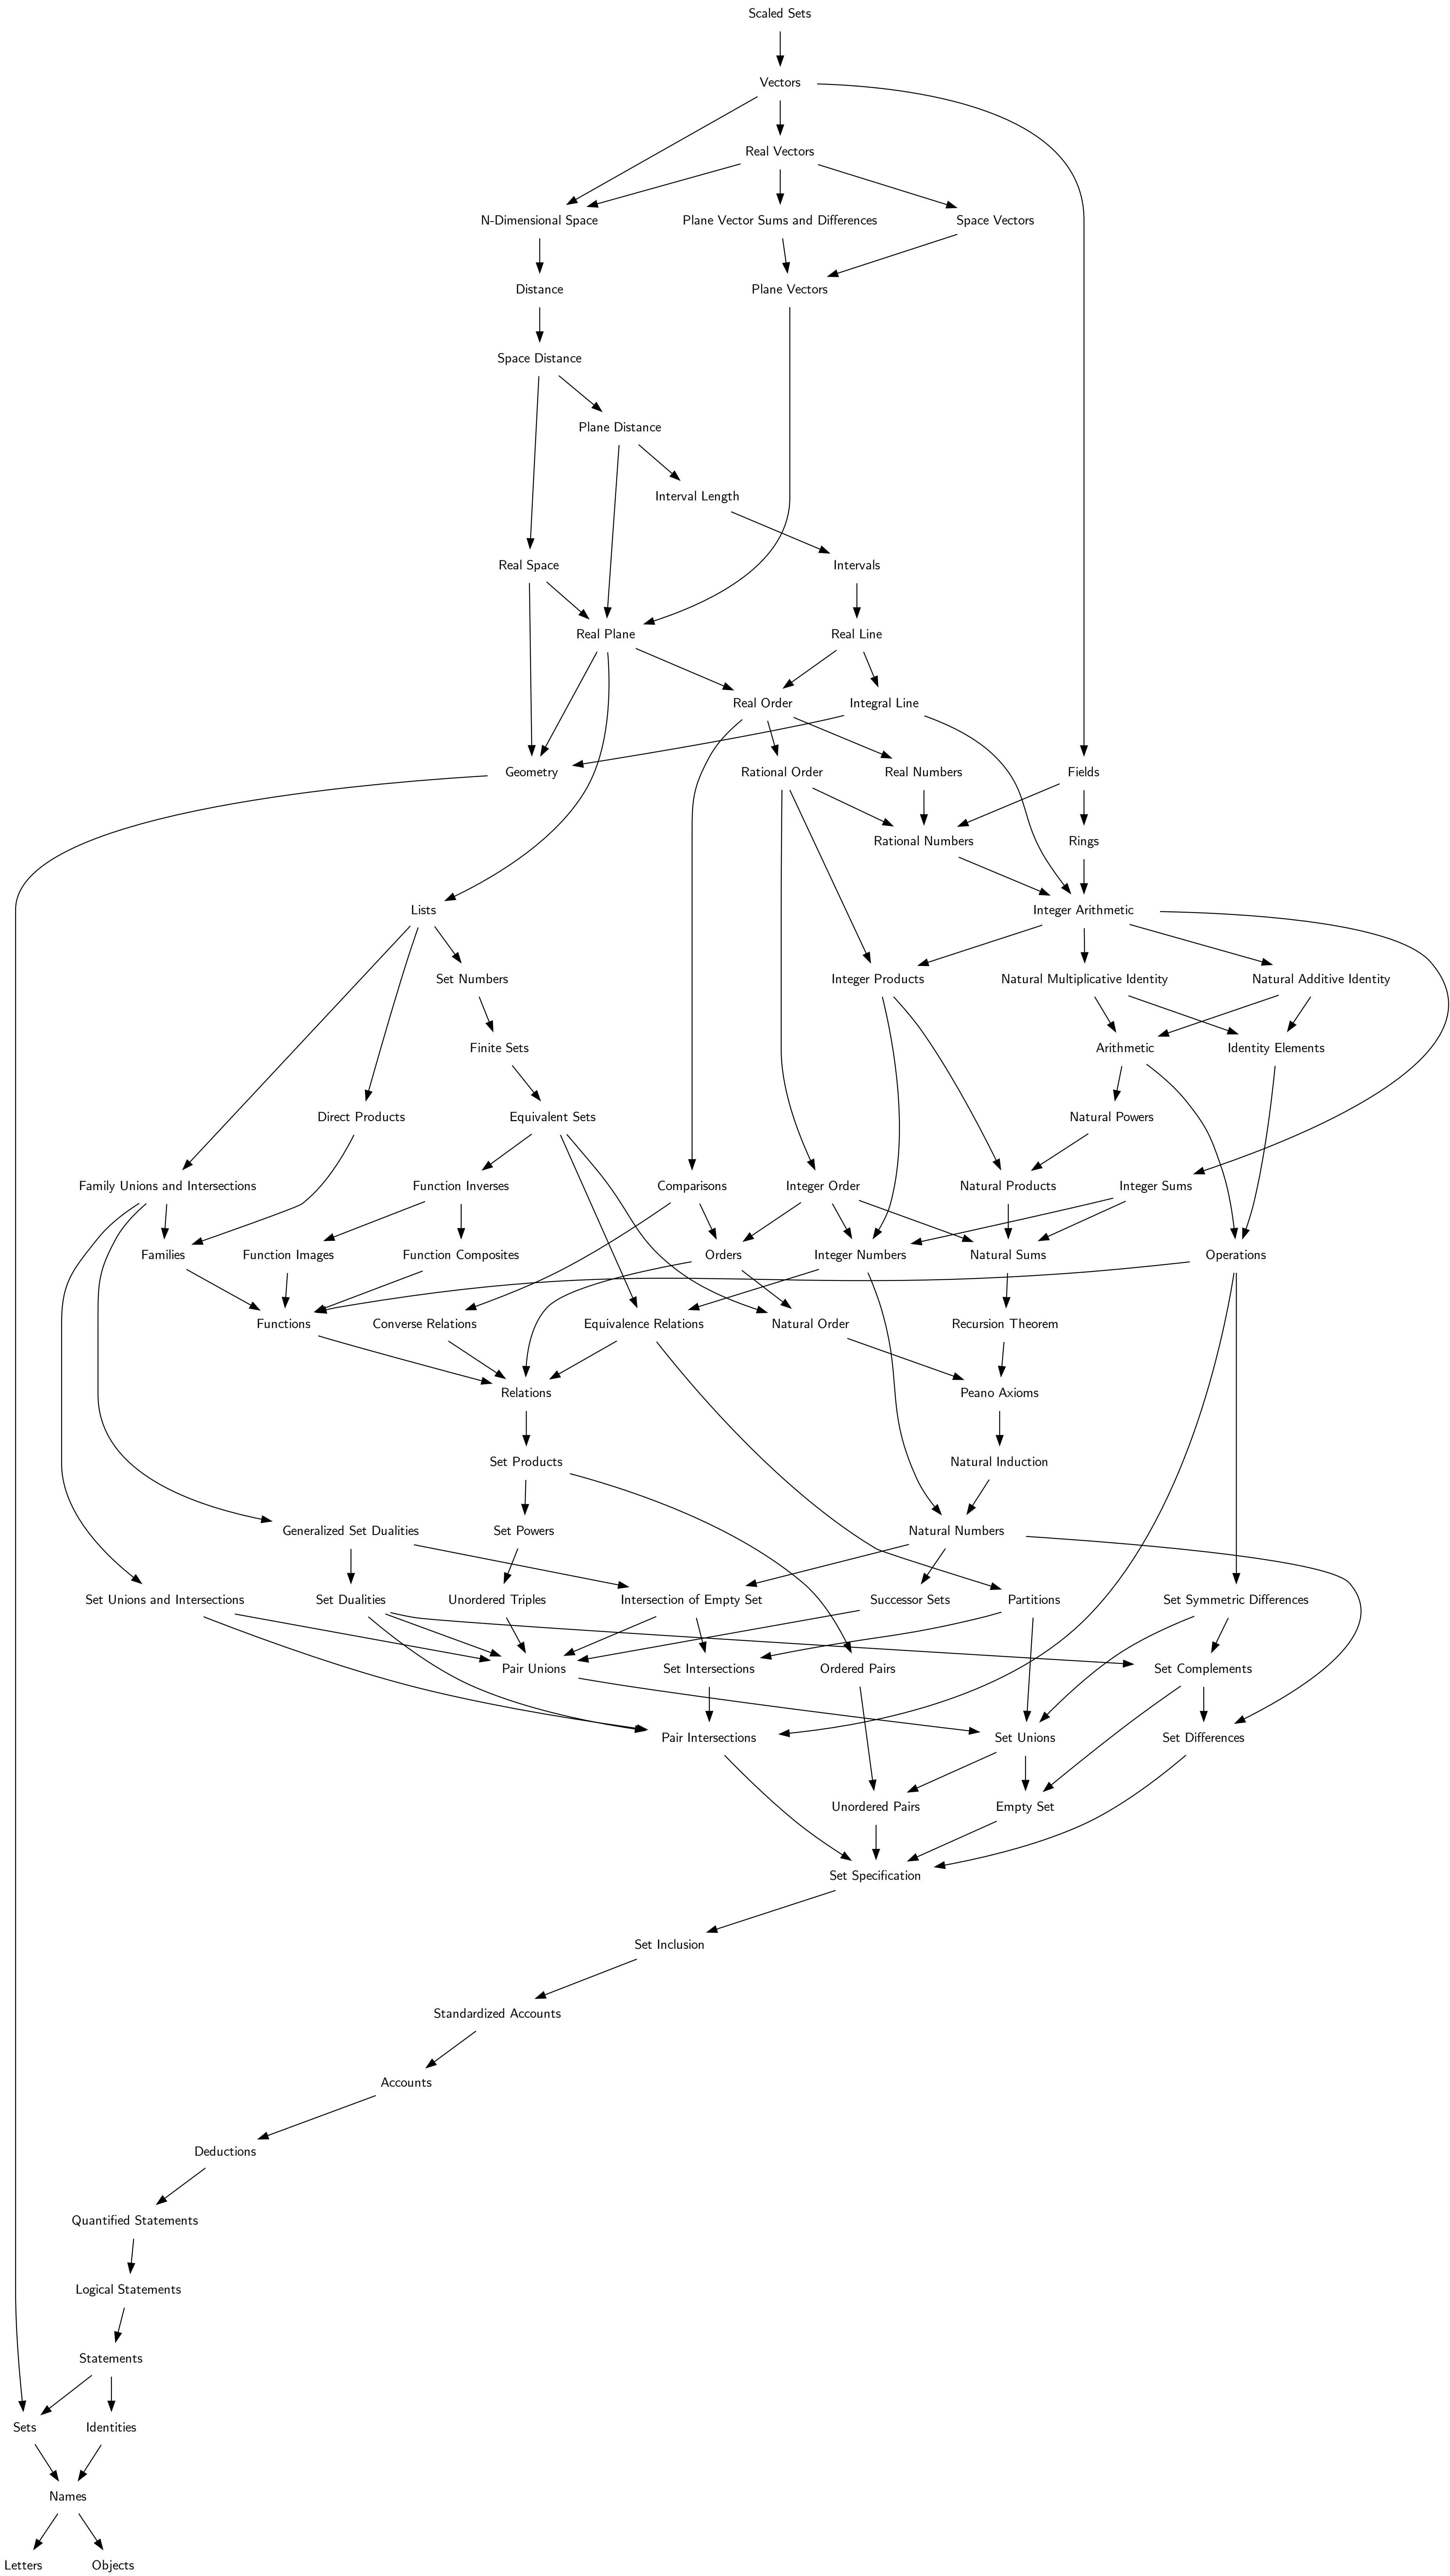 Scaled Sets
Vectors
Real Vectors
N-Dimensional Space
Plane Vector Sums and Differences
Space Vectors
Distance
Plane Vectors
Space Distance
Plane Distance
Interval Length
Real Space
Intervals
Real Plane
Real Line
Real Order
Integral Line
Geometry
Rational Order
Real Numbers
Fields
Rational Numbers
Rings
Lists
Integer Arithmetic
Set Numbers
Integer Products
Natural Multiplicative Identity
Natural Additive Identity
Finite Sets
Arithmetic
Identity Elements
Direct Products
Equivalent Sets
Natural Powers
Family Unions and Intersections
Function Inverses
Comparisons
Integer Order
Natural Products
Integer Sums
Families
Function Images
Function Composites
Orders
Integer Numbers
Natural Sums
Operations
Functions
Converse Relations
Equivalence Relations
Natural Order
Recursion Theorem
Relations
Peano Axioms
Set Products
Natural Induction
Generalized Set Dualities
Set Powers
Natural Numbers
Set Unions and Intersections
Set Dualities
Unordered Triples
Intersection of Empty Set
Successor Sets
Partitions
Set Symmetric Differences
Pair Unions
Set Intersections
Ordered Pairs
Set Complements
Pair Intersections
Set Unions
Set Differences
Unordered Pairs
Empty Set
Set Specification
Set Inclusion
Standardized Accounts
Accounts
Deductions
Quantified Statements
Logical Statements
Statements
Sets
Identities
Names
Letters
Objects